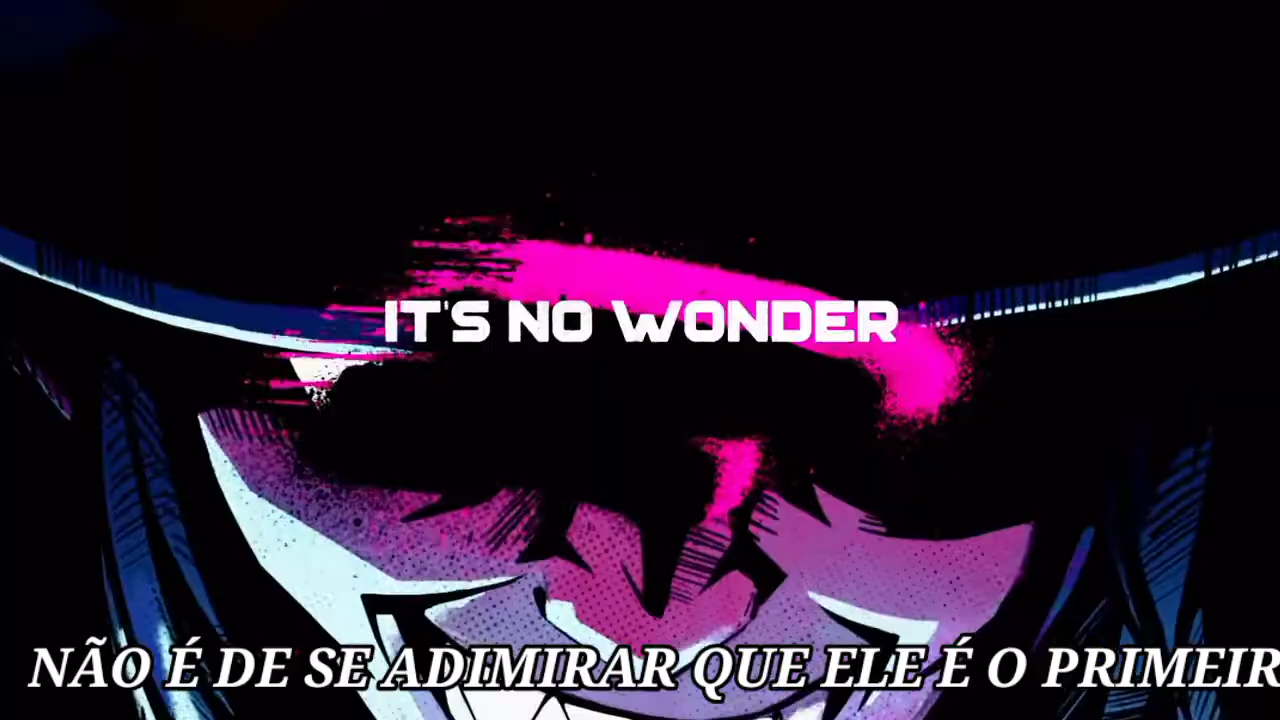 IT'S NO WONDER
NÃO É DE SE ADIMIRAR QUE ELE É O PRIMEIR